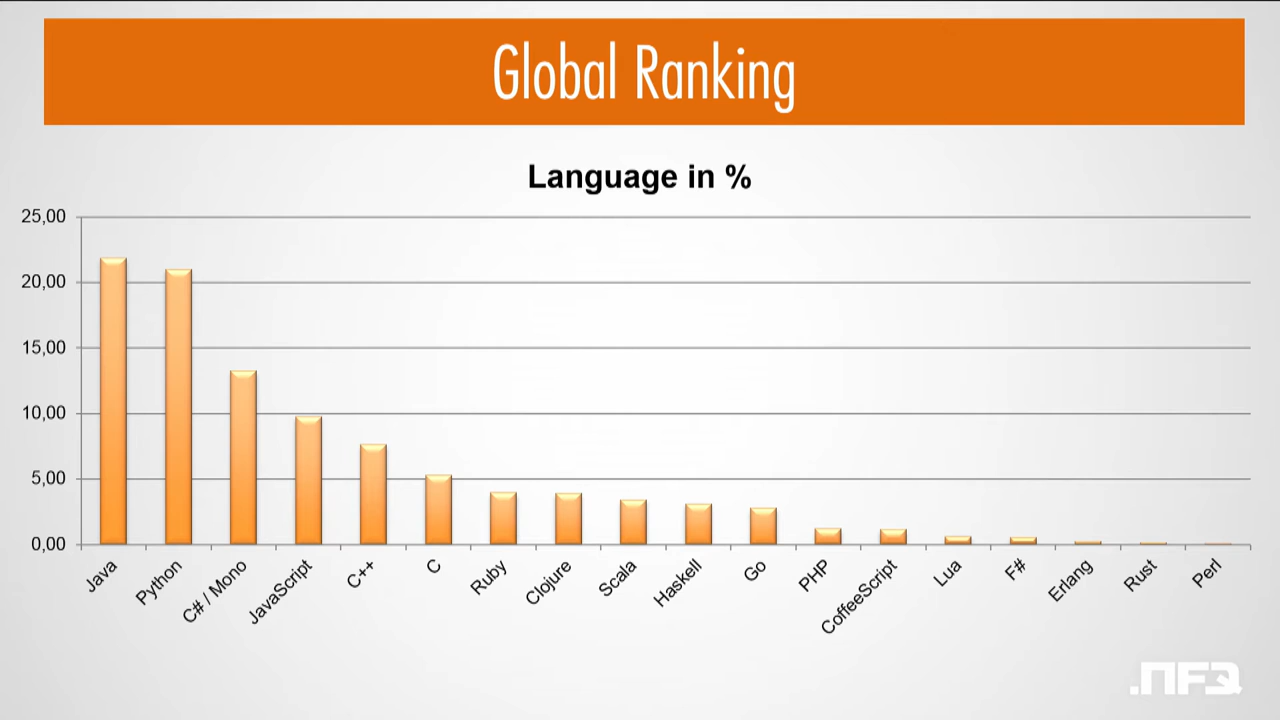 Global Ranking
Language in %
25,00
20,00
15,00
10,00
5,00
0,00
Java
Python
C# / Mono
JavaScript
C++
C
Ruby
Clojure
Scala
Haskell
Go
PHP
CoffeeScript
Lua
F#
Erlang
Rust
Perl
.NFQ